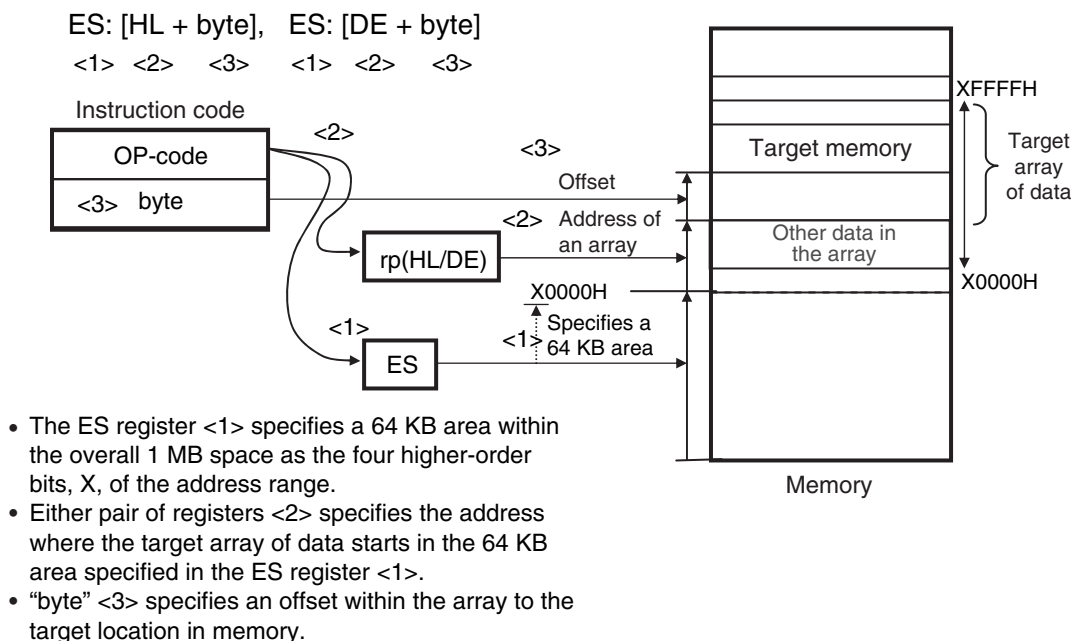 ES: [HL + byte], ES: [DE + byte]
<1> <2> <3> <1> <2> <3>
Instruction code
OP-code
<3> byte
<2>
<3>
Offset
<2> Address of
an array
rp(HL/DE)
X0000H
<1> Specifies a
64 KB area
<1>
ES
XFFFFH
Target memory
Target
array
of data
Other data in
the array
X0000H
Memory
• The ES register <1> specifies a 64 KB area within
the overall 1 MB space as the four higher-order
bits, X, of the address range.
• Either pair of registers <2> specifies the address
where the target array of data starts in the 64 KB
area specified in the ES register <1>.
• “byte” <3> specifies an offset within the array to the
target location in memory.